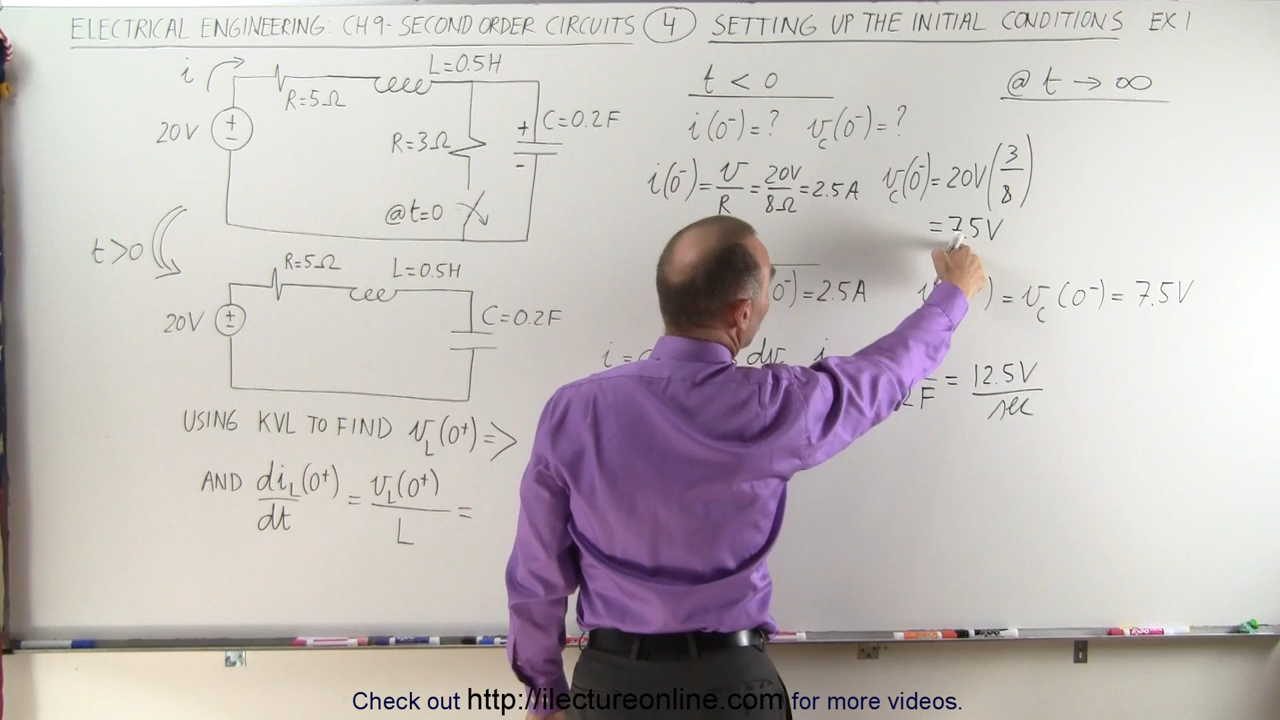 ELECTRICAL ENGINEERING: CH9-SECOND ORDER CIRCUITS 4 SETTING UP THE INITIAL CONDITIONS EX 1
i
20V
R=5Ω
L=0.5H
R=3Ω
+
-
C=0.2F
@t=0
t>0
R=5Ω
L=0.5H
20V
C=0.2F
USING KVL TO FIND v_L(0⁺) ⇒
AND di_L(0⁺)/dt = v_L(0⁺)/L =
t < 0
i(0⁻)=? v_c(0⁻)=?
i(0⁻)=v/R=20V/8Ω=2.5A v_c(0⁻)=20V(3/8)
=7.5V
0⁻)=2.5A
) = v_c(0⁻) = 7.5V
i =
dv i
F = 12.5V/sec
@ t → ∞
Check out http://ilectureonline.com for more videos.